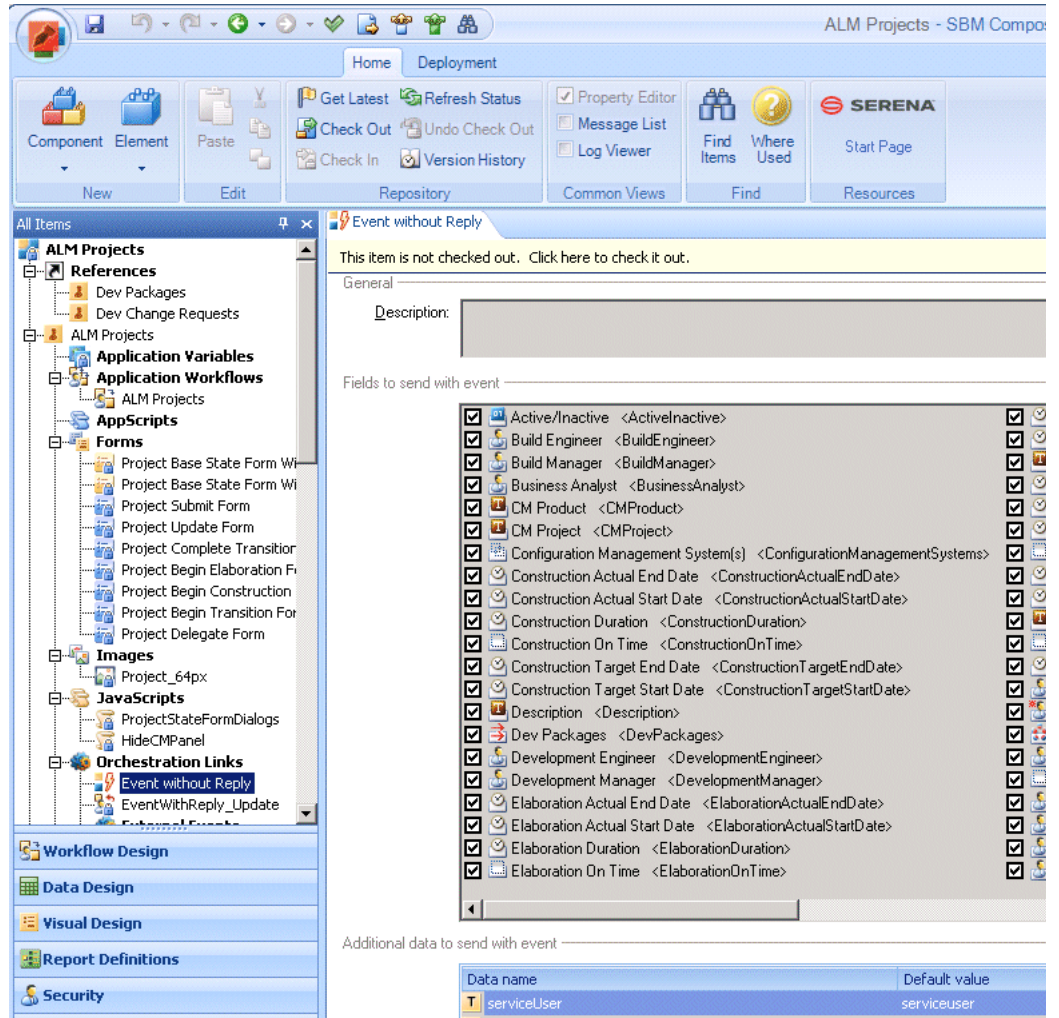 ALM Projects - SBM Compos
Home Deployment
Component Element
New
Paste
Edit
Get Latest Refresh Status
Check Out Undo Check Out
Check In Version History
Repository
Property Editor
Message List
Log Viewer
Common Views
Find Items Where Used
Find
SERENA
Start Page
Resources
All Items
ALM Projects
References
Dev Packages
Dev Change Requests
ALM Projects
Application Variables
Application Workflows
ALM Projects
AppScripts
Forms
Project Base State Form Wi
Project Base State Form Wi
Project Submit Form
Project Update Form
Project Complete Transition
Project Begin Elaboration F
Project Begin Construction
Project Begin Transition For
Project Delegate Form
Images
Project_64px
JavaScripts
ProjectStateFormDialogs
HideCMPanel
Orchestration Links
Event without Reply
EventWithReply_Update
External Events
Workflow Design
Data Design
Visual Design
Report Definitions
Security
Event without Reply
This item is not checked out. Click here to check it out.
General
Description:
Fields to send with event
Active/Inactive <ActiveInactive>
Build Engineer <BuildEngineer>
Build Manager <BuildManager>
Business Analyst <BusinessAnalyst>
CM Product <CMProduct>
CM Project <CMProject>
Configuration Management System(s) <ConfigurationManagementSystems>
Construction Actual End Date <ConstructionActualEndDate>
Construction Actual Start Date <ConstructionActualStartDate>
Construction Duration <ConstructionDuration>
Construction On Time <ConstructionOnTime>
Construction Target End Date <ConstructionTargetEndDate>
Construction Target Start Date <ConstructionTargetStartDate>
Description <Description>
Dev Packages <DevPackages>
Development Engineer <DevelopmentEngineer>
Development Manager <DevelopmentManager>
Elaboration Actual End Date <ElaborationActualEndDate>
Elaboration Actual Start Date <ElaborationActualStartDate>
Elaboration Duration <ElaborationDuration>
Elaboration On Time <ElaborationOnTime>
Additional data to send with event
Data name Default value
serviceUser serviceuser